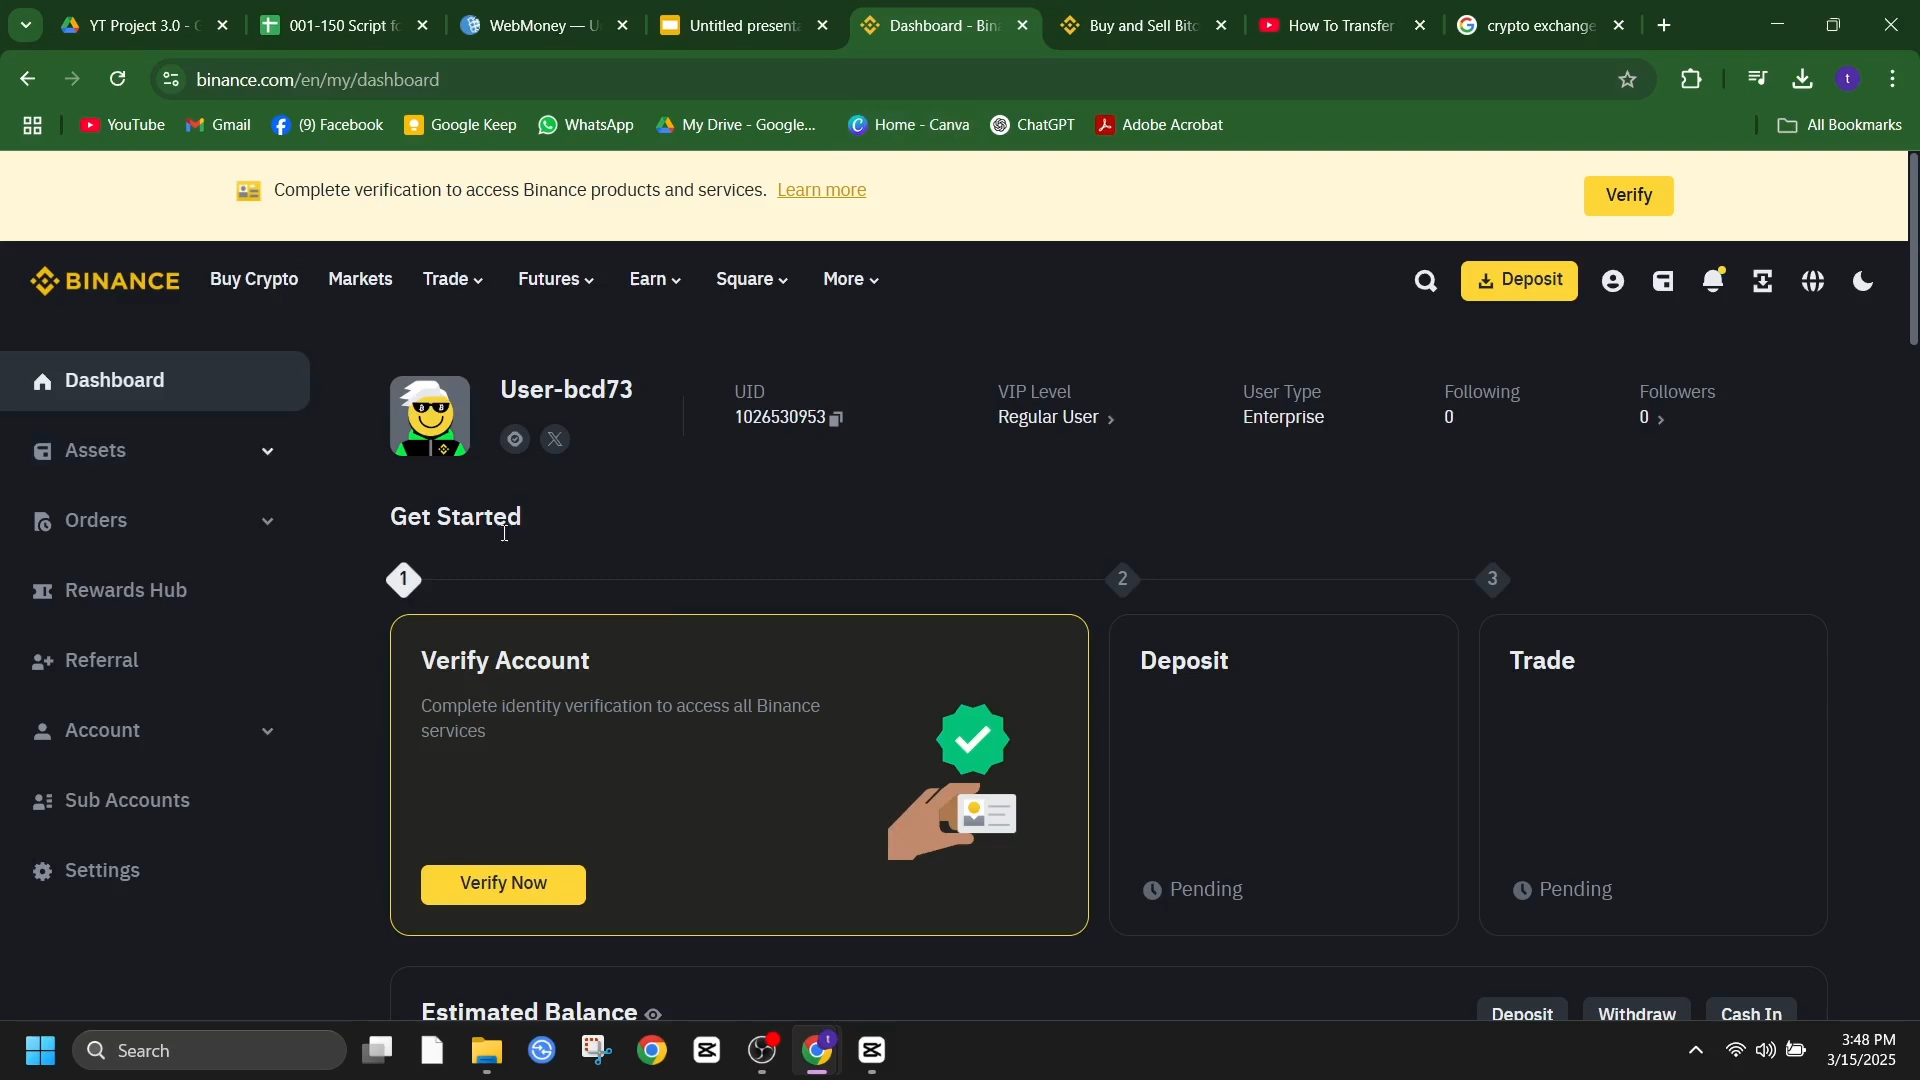 YT Project 3.0 -
001-150 Script fo
WebMoney — U
Untitled presenta
Dashboard - Bin
Buy and Sell Bitc
How To Transfer
crypto exchange
binance.com/en/my/dashboard
t
YouTube
Gmail
(9) Facebook
Google Keep
WhatsApp
My Drive - Google...
Home - Canva
ChatGPT
Adobe Acrobat
All Bookmarks
Complete verification to access Binance products and services. Learn more
Verify
BINANCE
Buy Crypto
Markets
Trade
Futures
Earn
Square
More
Deposit
Dashboard
Assets
Orders
Rewards Hub
Referral
Account
Sub Accounts
Settings
User-bcd73
UID
1026530953
VIP Level
Regular User
User Type
Enterprise
Following
0
Followers
0
Get Started
1
2
3
Verify Account
Complete identity verification to access all Binance
services
Verify Now
Deposit
Pending
Trade
Pending
Estimated Balance
Deposit
Withdraw
Cash In
Search
t
3:48 PM
3/15/2025